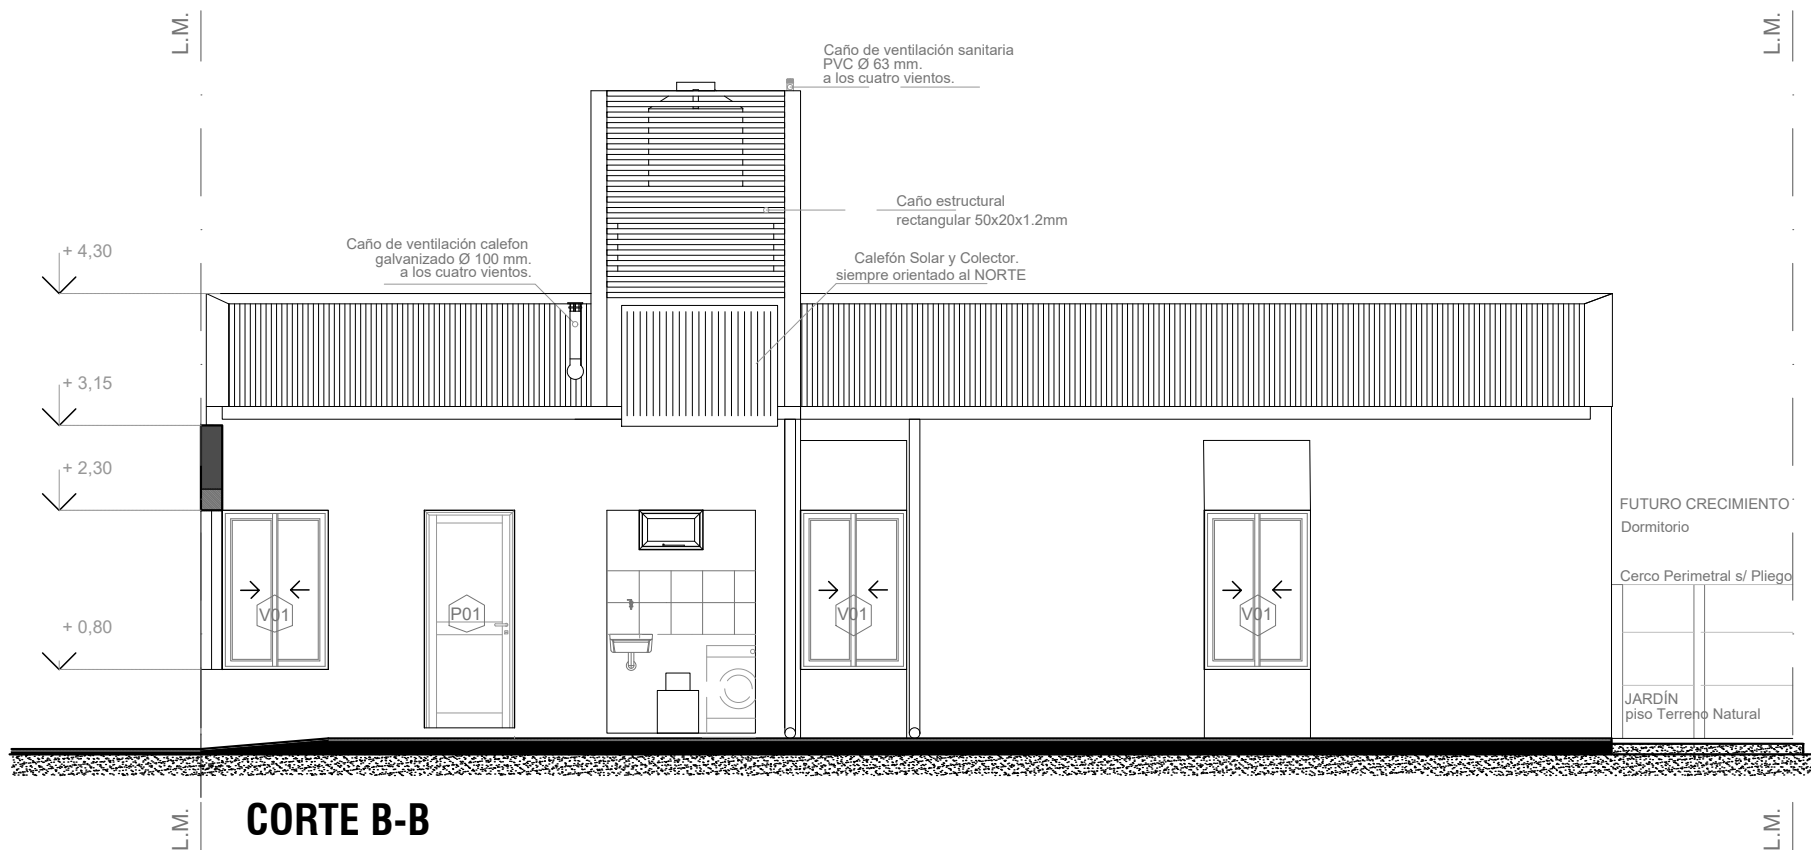 L.M.
L.M.
Caño de ventilación sanitaria
PVC Ø 63 mm.
a los cuatro vientos.
Caño estructural
rectangular 50x20x1.2mm
Caño de ventilación calefon
galvanizado Ø 100 mm.
a los cuatro vientos.
Calefón Solar y Colector.
siempre orientado al NORTE
+ 4,30
+ 3,15
+ 2,30
+ 0,80
V01
P01
V01
V01
FUTURO CRECIMIENTO
Dormitorio
Cerco Perimetral s/ Pliego
JARDÍN
piso Terreno Natural
L.M.
CORTE B-B
L.M.